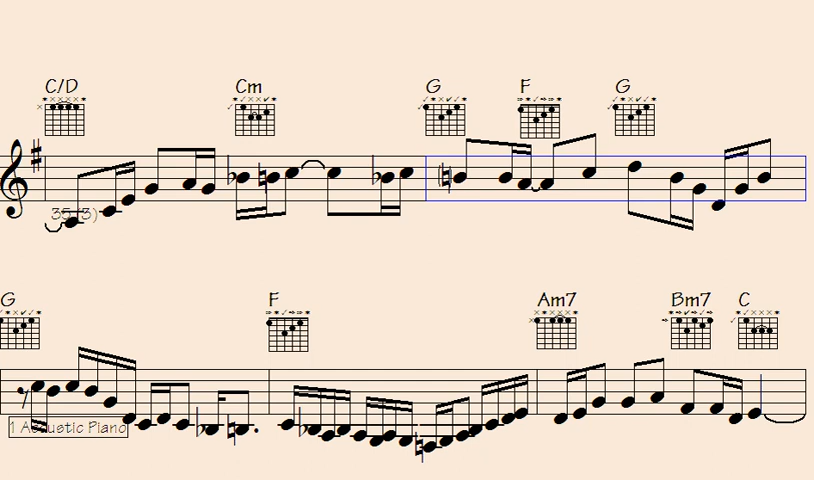 C/D Cm G F G
35 (3)
G F Am7 Bm7 C
1 Acoustic Piano